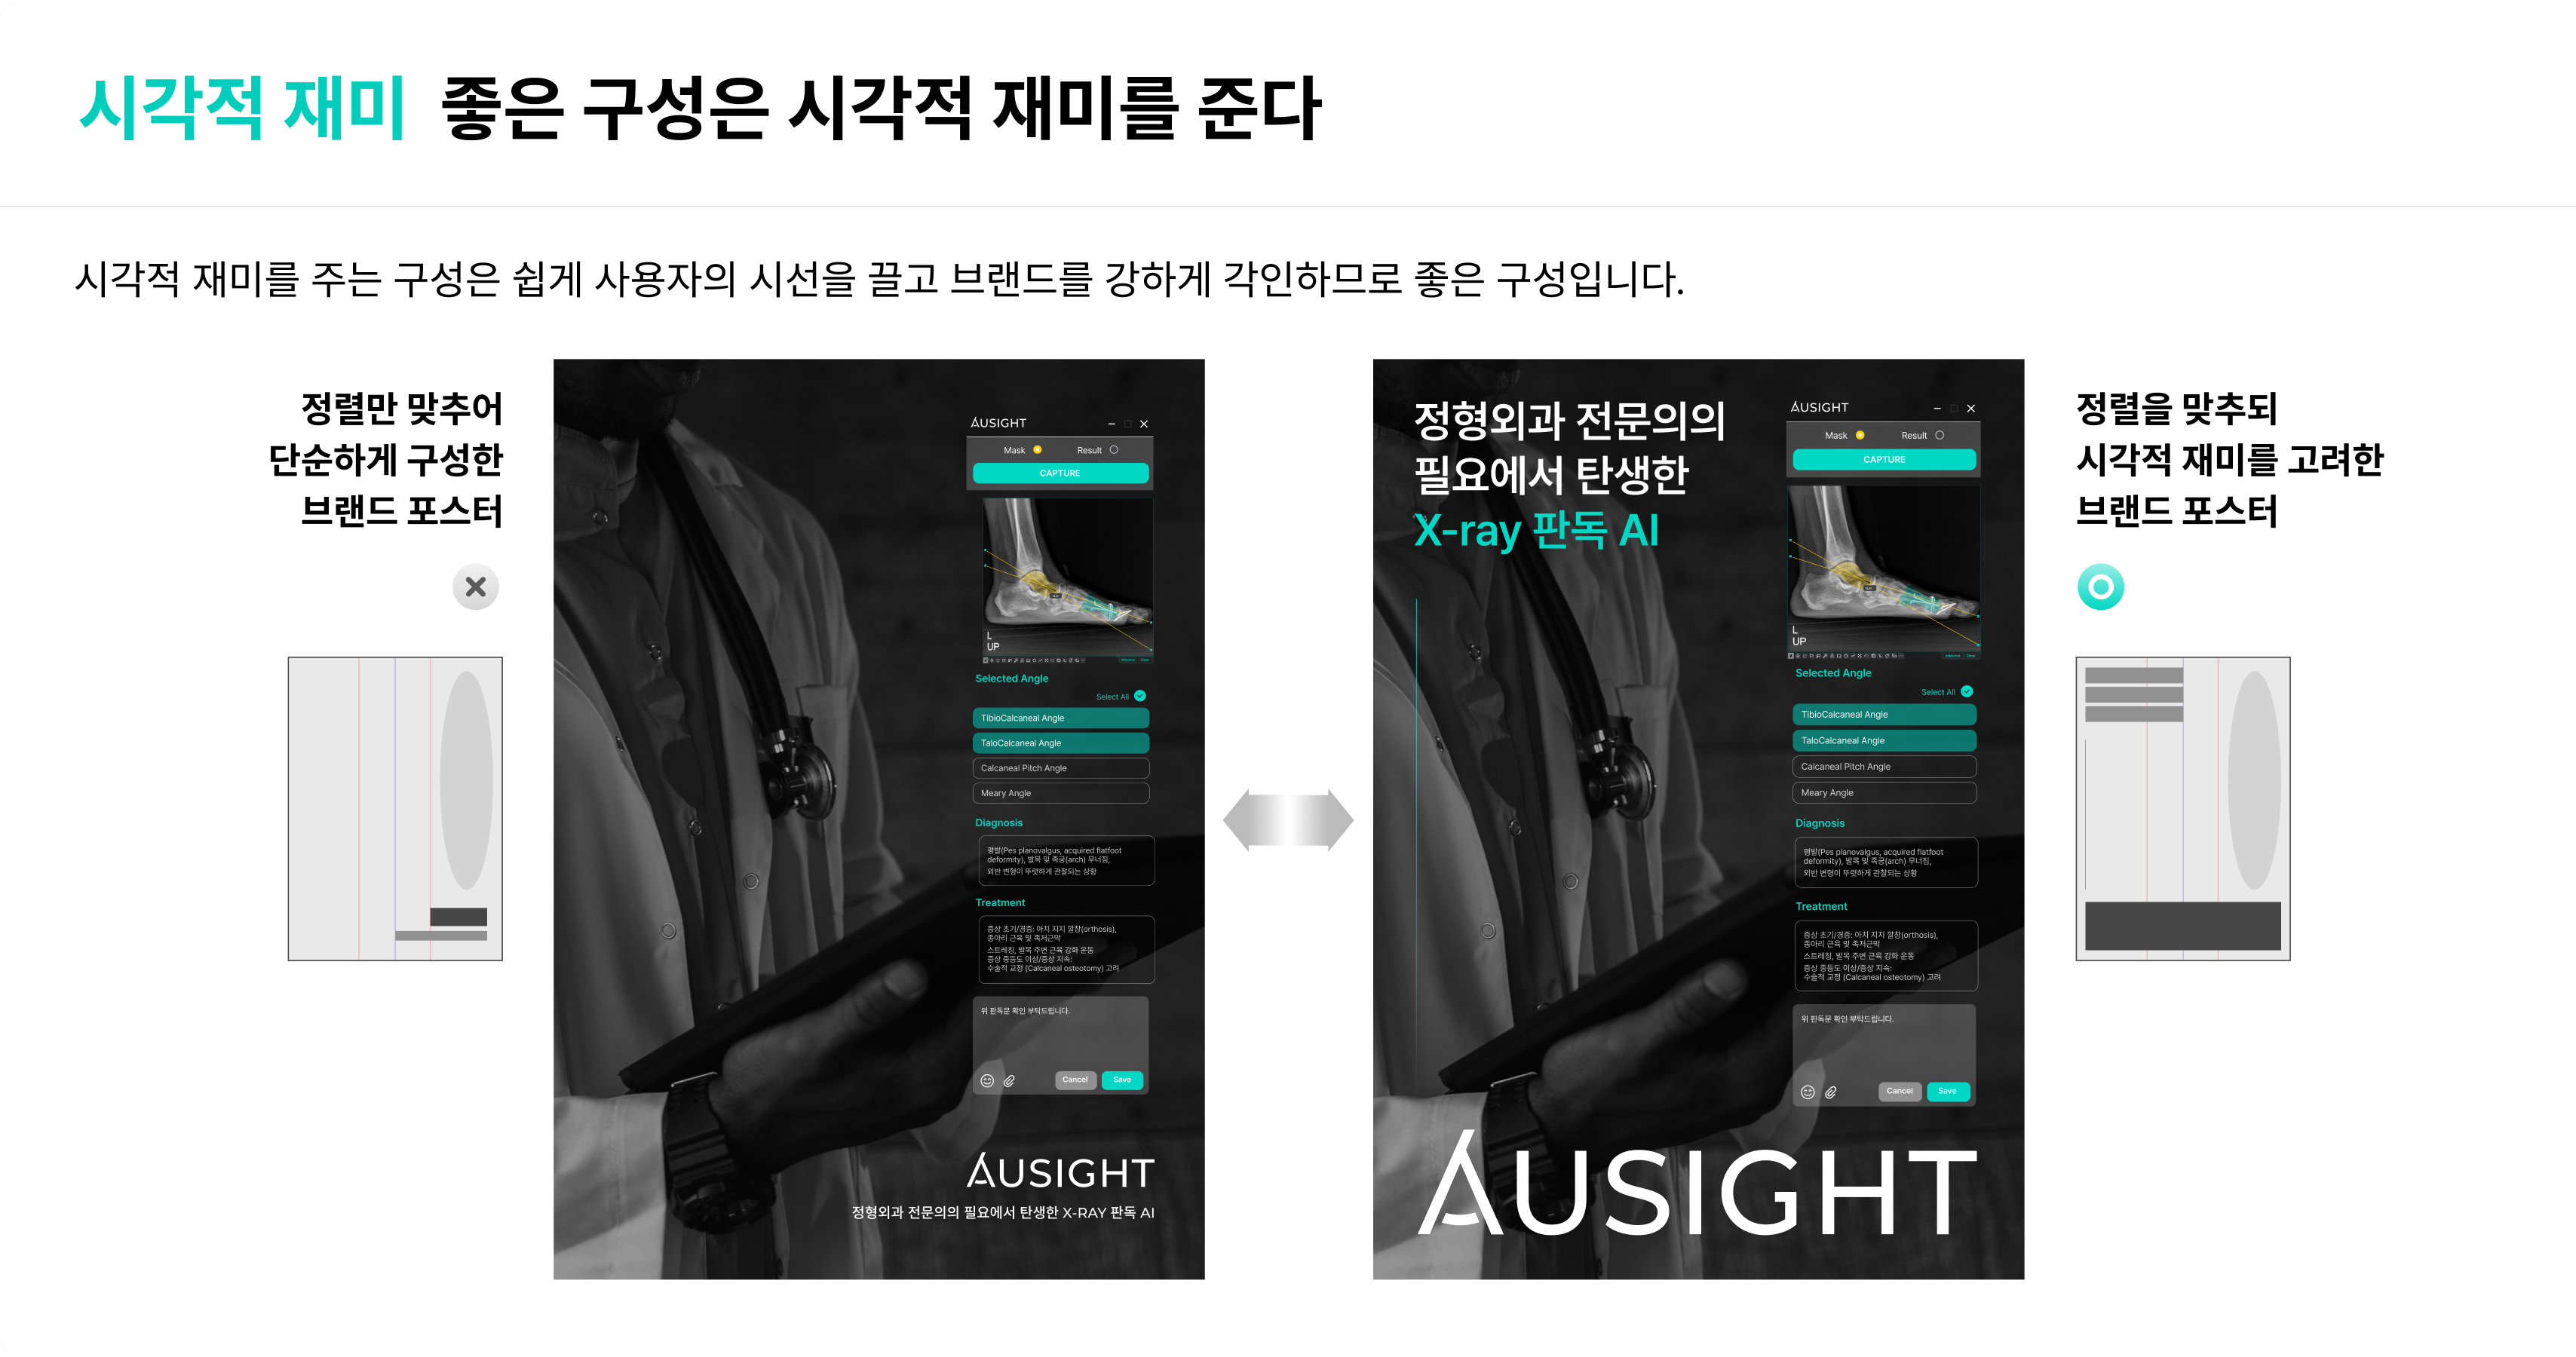 시각적 재미 좋은 구성은 시각적 재미를 준다
시각적 재미를 주는 구성은 쉽게 사용자의 시선을 끌고 브랜드를 강하게 각인하므로 좋은 구성입니다.
정렬만 맞추어
단순하게 구성한
브랜드 포스터
AUSIGHT
Mask Result
CAPTURE
L
UP
Selected Angle
Select All
TibioCalcaneal Angle
TaloCalcaneal Angle
Calcaneal Pitch Angle
Meary Angle
Diagnosis
평발(Pes planovalgus, acquired flatfoot
deformity), 발목 및 족궁(arch) 무너짐,
외반 변형이 뚜렷하게 관찰되는 상황
Treatment
증상 초기/경증: 아치 지지 깔창(orthosis),
종아리 근육 및 족저근막
스트레칭, 발목 주변 근육 강화 운동
증상 중등도 이상/증상 지속:
수술적 교정 (Calcaneal osteotomy) 고려
위 판독문 확인 부탁드립니다.
Cancel Save
AUSIGHT
정형외과 전문의의 필요에서 탄생한 X-RAY 판독 AI
정형외과 전문의의
필요에서 탄생한
X-ray 판독 AI
AUSIGHT
Mask Result
CAPTURE
L
UP
Selected Angle
Select All
TibioCalcaneal Angle
TaloCalcaneal Angle
Calcaneal Pitch Angle
Meary Angle
Diagnosis
평발(Pes planovalgus, acquired flatfoot
deformity), 발목 및 족궁(arch) 무너짐,
외반 변형이 뚜렷하게 관찰되는 상황
Treatment
증상 초기/경증: 아치 지지 깔창(orthosis),
종아리 근육 및 족저근막
스트레칭, 발목 주변 근육 강화 운동
증상 중등도 이상/증상 지속:
수술적 교정 (Calcaneal osteotomy) 고려
위 판독문 확인 부탁드립니다.
Cancel Save
AUSIGHT
정렬을 맞추되
시각적 재미를 고려한
브랜드 포스터